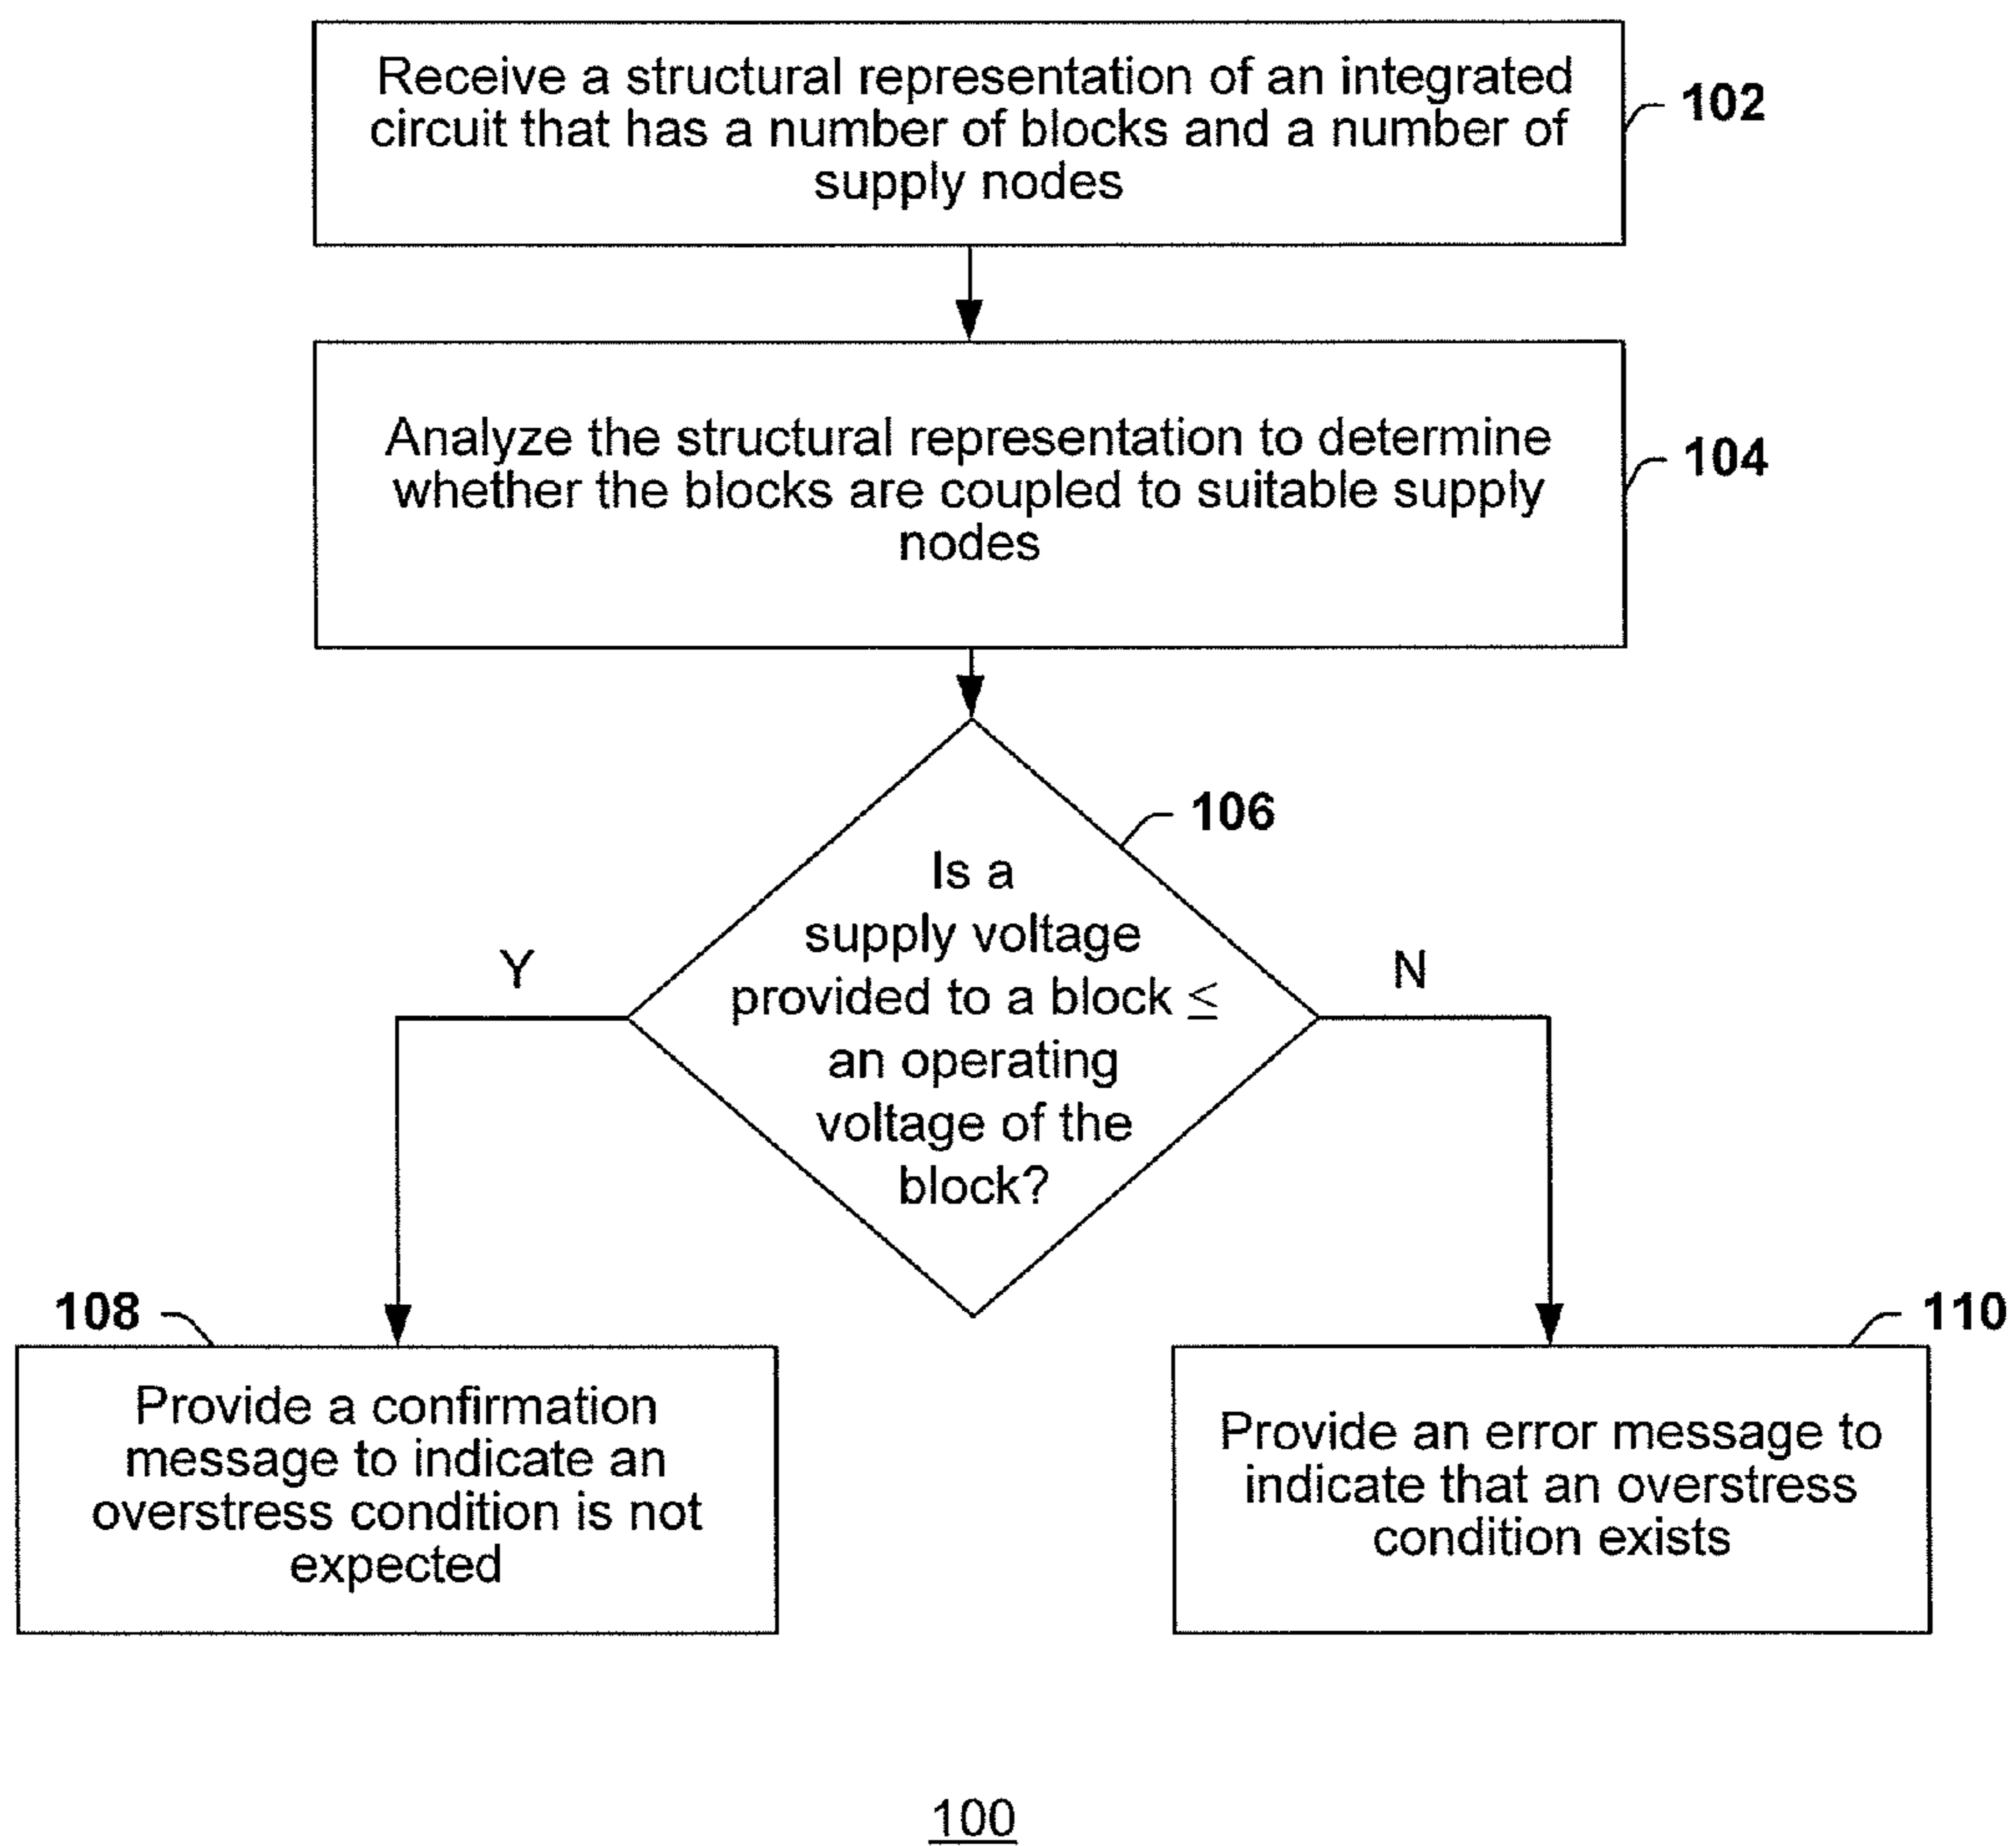 Receive a structural representation of an integrated
circuit that has a number of blocks and a number of
supply nodes
102
Analyze the structural representation to determine
whether the blocks are coupled to suitable supply
nodes
104
106
Is a
supply voltage
provided to a block ≤
an operating
voltage of the
block?
Y
N
108
Provide a confirmation
message to indicate an
overstress condition is not
expected
110
Provide an error message to
indicate that an overstress
condition exists
100